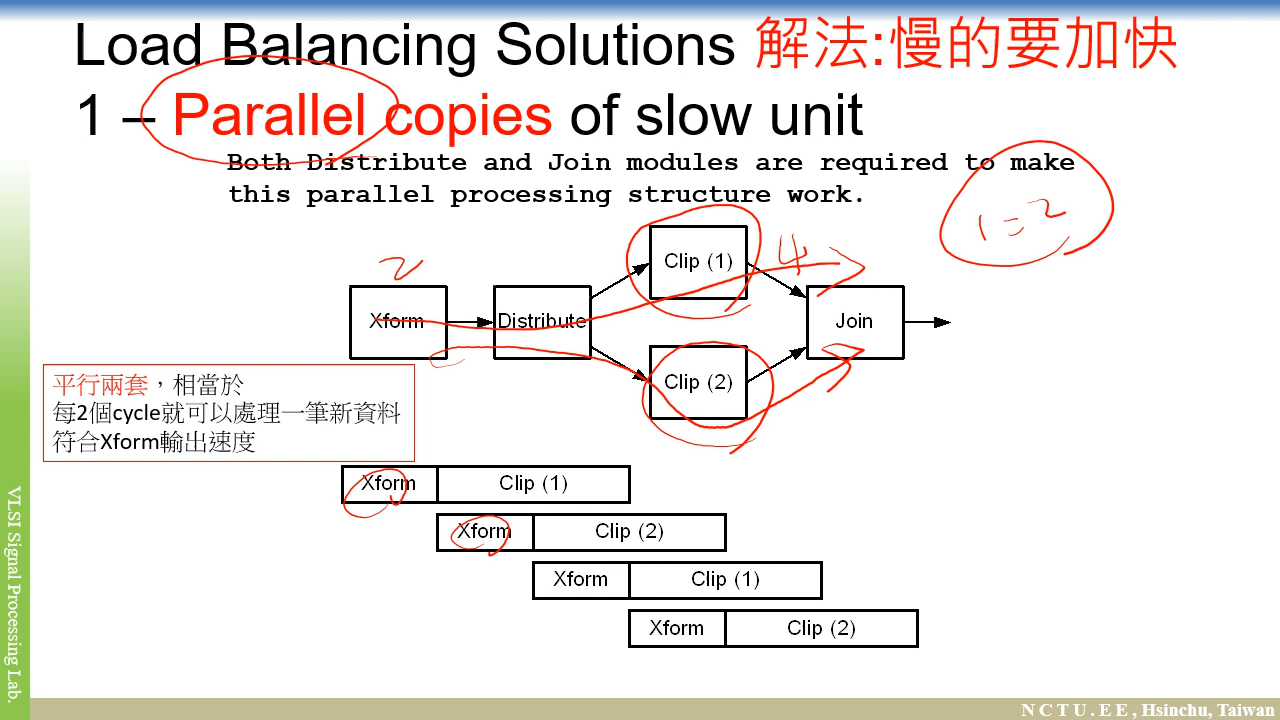 Load Balancing Solutions 解法:慢的要加快
1 – Parallel copies of slow unit
Both Distribute and Join modules are required to make
this parallel processing structure work.
1 = 2
2
4
Clip (1)
Xform
Distribute
Join
Clip (2)
平行兩套，相當於
每2個cycle就可以處理一筆新資料
符合Xform輸出速度
Xform Clip (1)
Xform Clip (2)
Xform Clip (1)
Xform Clip (2)
VLSI Signal Processing Lab.
N C T U . E E , Hsinchu, Taiwan